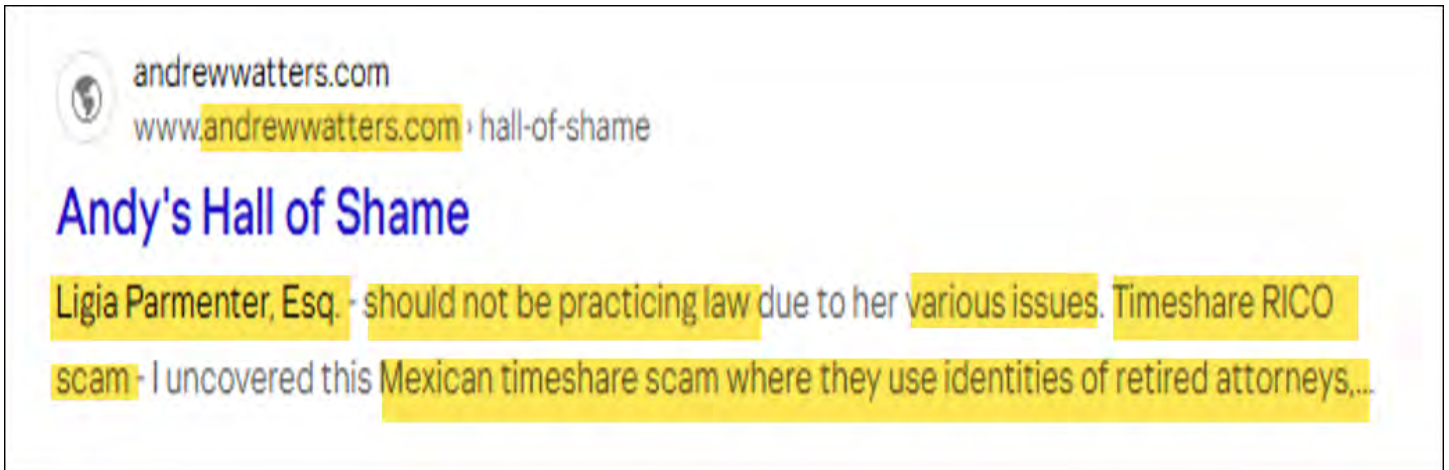 andrewwatters.com
www.andrewwatters.com › hall-of-shame
Andy's Hall of Shame
Ligia Parmenter, Esq. - should not be practicing law due to her various issues. Timeshare RICO
scam - I uncovered this Mexican timeshare scam where they use identities of retired attorneys,...